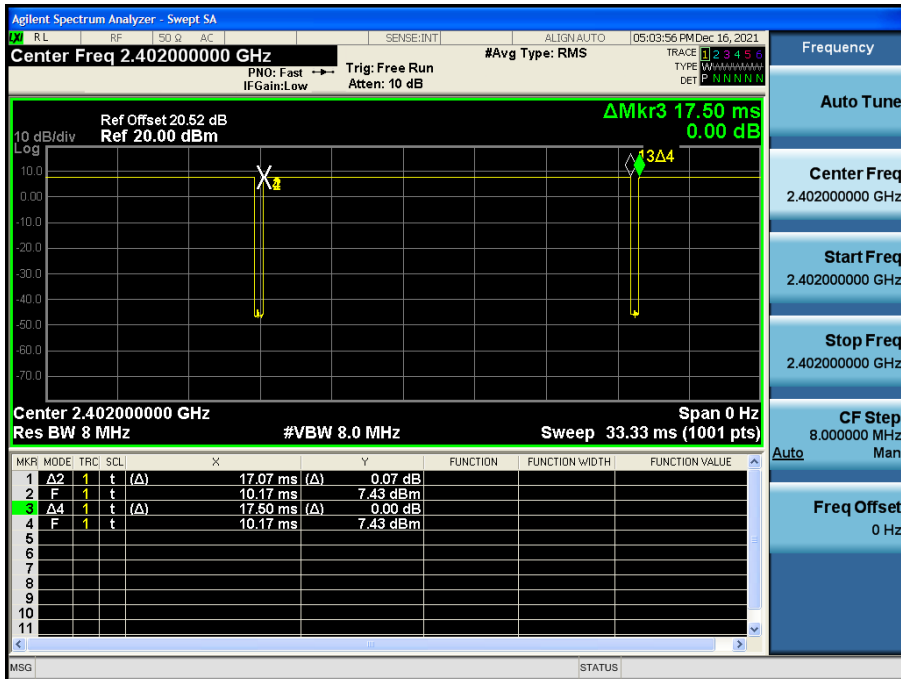 Agilent Spectrum Analyzer - Swept SA
LXI RL RF 50 Ω AC SENSE:INT ALIGN AUTO 05:03:56 PM Dec 16, 2021
Center Freq 2.402000000 GHz
PNO: Fast
IFGain:Low
Trig: Free Run
Atten: 10 dB
#Avg Type: RMS
TRACE 1 2 3 4 5 6
TYPE WWWWWW
DET P N N N N N
Frequency
Auto Tune
Center Freq
2.402000000 GHz
Start Freq
2.402000000 GHz
Stop Freq
2.402000000 GHz
CF Step
8.000000 MHz
Auto Man
Freq Offset
0 Hz
ΔMkr3 17.50 ms
0.00 dB
Ref Offset 20.52 dB
10 dB/div Ref 20.00 dBm
Log
10.0
0.00
-10.0
-20.0
-30.0
-40.0
-50.0
-60.0
-70.0
3Δ4
Center 2.402000000 GHz Span 0 Hz
Res BW 8 MHz #VBW 8.0 MHz Sweep 33.33 ms (1001 pts)
MKR MODE TRC SCL X Y FUNCTION FUNCTION WIDTH FUNCTION VALUE
1 Δ2 1 t (Δ) 17.07 ms (Δ) 0.07 dB
2 F 1 t 10.17 ms 7.43 dBm
3 Δ4 1 t (Δ) 17.50 ms (Δ) 0.00 dB
4 F 1 t 10.17 ms 7.43 dBm
5
6
7
8
9
10
11
MSG STATUS